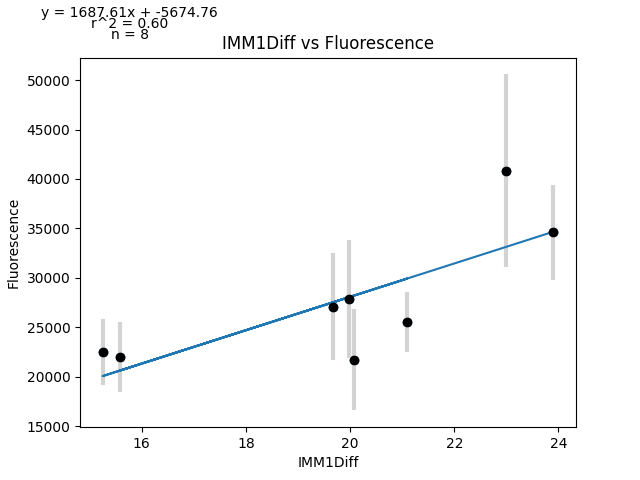 y = 1687.61x + -5674.76
r^2 = 0.60
n = 8
IMM1Diff vs Fluorescence
50000
45000
40000
35000
30000
25000
20000
15000
Fluorescence
16
18
20
22
24
IMM1Diff